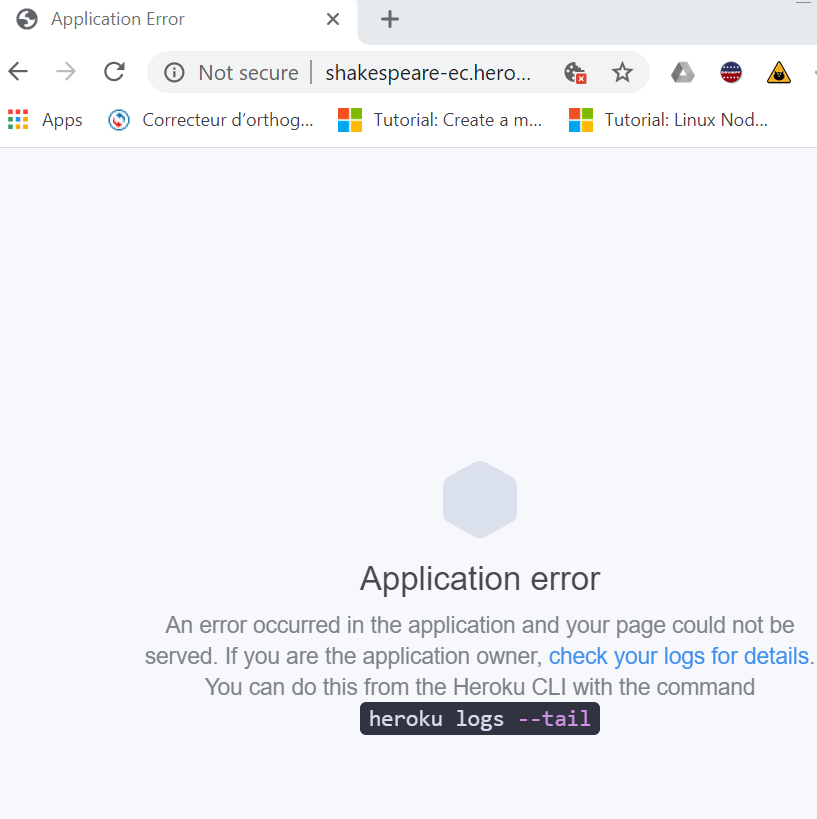 Application Error
Not secure | shakespeare-ec.hero...
Apps Correcteur d'orthog... Tutorial: Create a m... Tutorial: Linux Nod...
Application error
An error occurred in the application and your page could not be
served. If you are the application owner, check your logs for details.
You can do this from the Heroku CLI with the command
heroku logs --tail